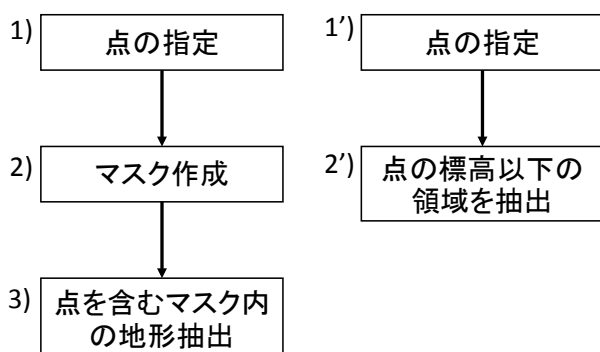 1)
点の指定
2)
マスク作成
3)
点を含むマスク内
の地形抽出
1')
点の指定
2')
点の標高以下の
領域を抽出